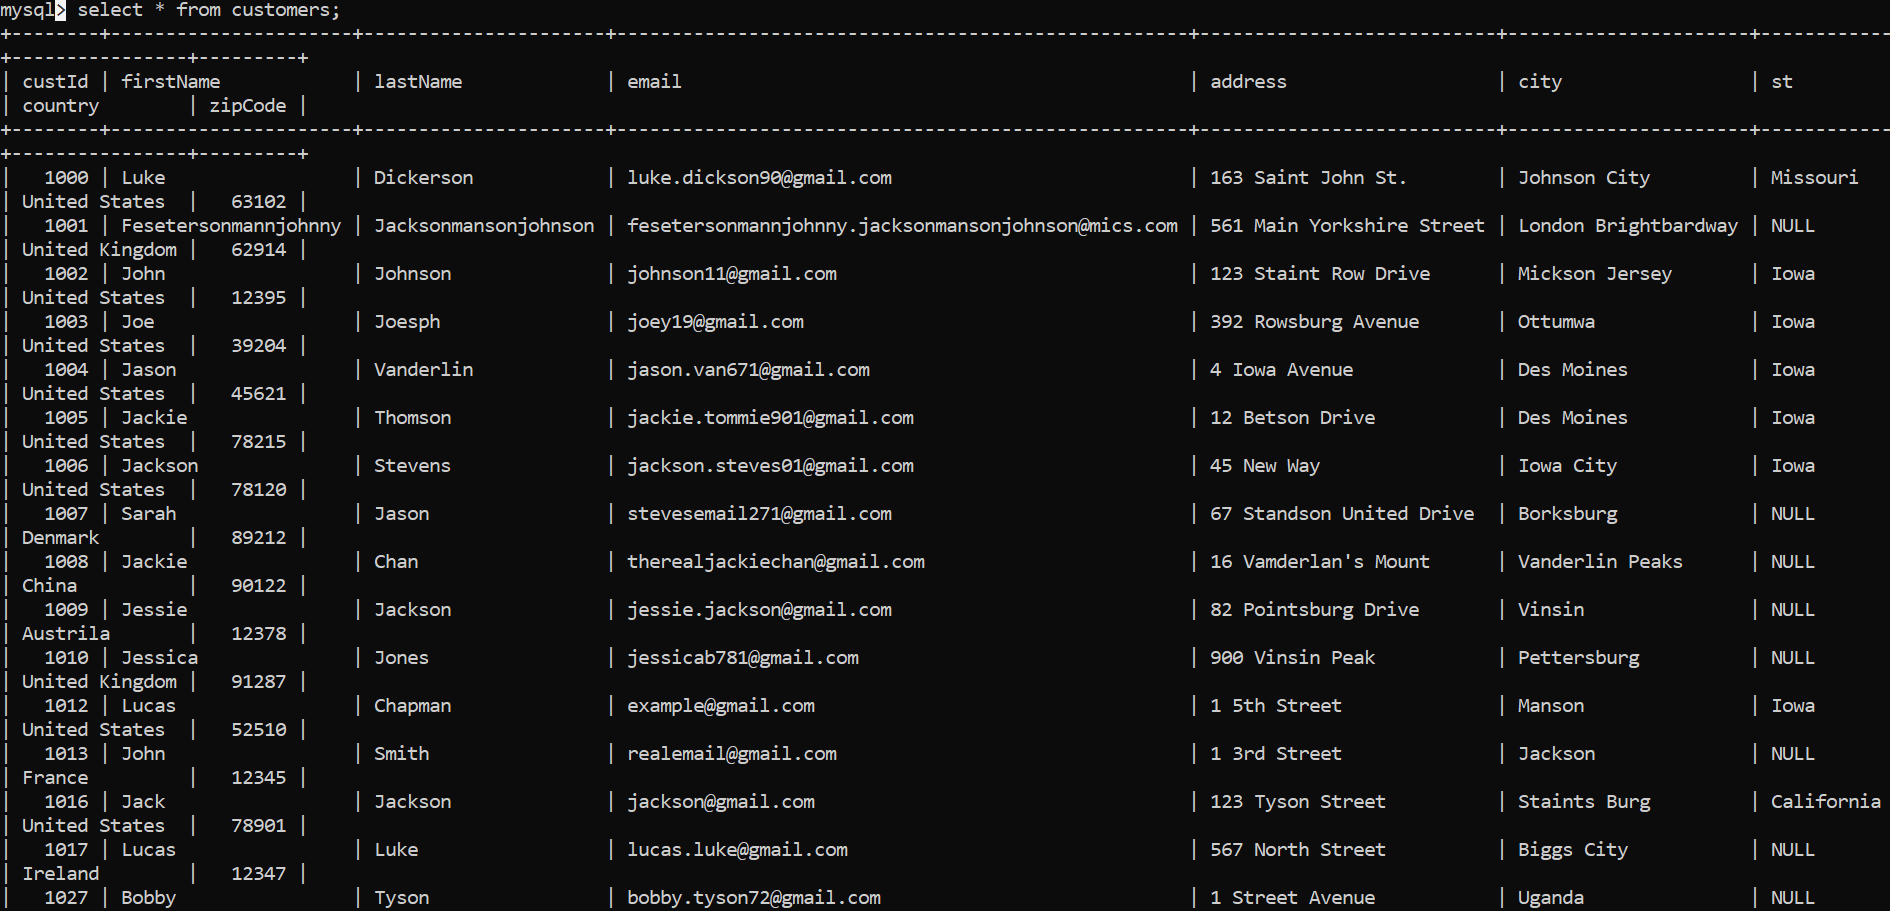 mysql> select * from customers;
+--------+----------------------+----------------------+----------------------------------------------------+---------------------------+----------------------+------------
+----------------+---------+
| custId | firstName            | lastName             | email                                              | address                   | city                 | st
| country        | zipCode |
+--------+----------------------+----------------------+----------------------------------------------------+---------------------------+----------------------+------------
+----------------+---------+
|   1000 | Luke                 | Dickerson            | luke.dickson90@gmail.com                           | 163 Saint John St.        | Johnson City         | Missouri
| United States  |   63102 |
|   1001 | Fesetersonmannjohnny | Jacksonmansonjohnson | fesetersonmannjohnny.jacksonmansonjohnson@mics.com | 561 Main Yorkshire Street | London Brightbardway | NULL
| United Kingdom |   62914 |
|   1002 | John                 | Johnson              | johnson11@gmail.com                                | 123 Staint Row Drive      | Mickson Jersey       | Iowa
| United States  |   12395 |
|   1003 | Joe                  | Joesph               | joey19@gmail.com                                   | 392 Rowsburg Avenue       | Ottumwa              | Iowa
| United States  |   39204 |
|   1004 | Jason                | Vanderlin            | jason.van671@gmail.com                             | 4 Iowa Avenue             | Des Moines           | Iowa
| United States  |   45621 |
|   1005 | Jackie               | Thomson              | jackie.tommie901@gmail.com                         | 12 Betson Drive           | Des Moines           | Iowa
| United States  |   78215 |
|   1006 | Jackson              | Stevens              | jackson.steves01@gmail.com                         | 45 New Way                | Iowa City            | Iowa
| United States  |   78120 |
|   1007 | Sarah                | Jason                | stevesemail271@gmail.com                           | 67 Standson United Drive  | Borksburg            | NULL
| Denmark        |   89212 |
|   1008 | Jackie               | Chan                 | therealjackiechan@gmail.com                        | 16 Vamderlan's Mount      | Vanderlin Peaks      | NULL
| China          |   90122 |
|   1009 | Jessie               | Jackson              | jessie.jackson@gmail.com                           | 82 Pointsburg Drive       | Vinsin               | NULL
| Austrila       |   12378 |
|   1010 | Jessica              | Jones                | jessicab781@gmail.com                              | 900 Vinsin Peak           | Pettersburg          | NULL
| United Kingdom |   91287 |
|   1012 | Lucas                | Chapman              | example@gmail.com                                  | 1 5th Street              | Manson               | Iowa
| United States  |   52510 |
|   1013 | John                 | Smith                | realemail@gmail.com                                | 1 3rd Street              | Jackson              | NULL
| France         |   12345 |
|   1016 | Jack                 | Jackson              | jackson@gmail.com                                  | 123 Tyson Street          | Staints Burg         | California
| United States  |   78901 |
|   1017 | Lucas                | Luke                 | lucas.luke@gmail.com                               | 567 North Street          | Biggs City           | NULL
| Ireland        |   12347 |
|   1027 | Bobby                | Tyson                | bobby.tyson72@gmail.com                            | 1 Street Avenue           | Uganda               | NULL